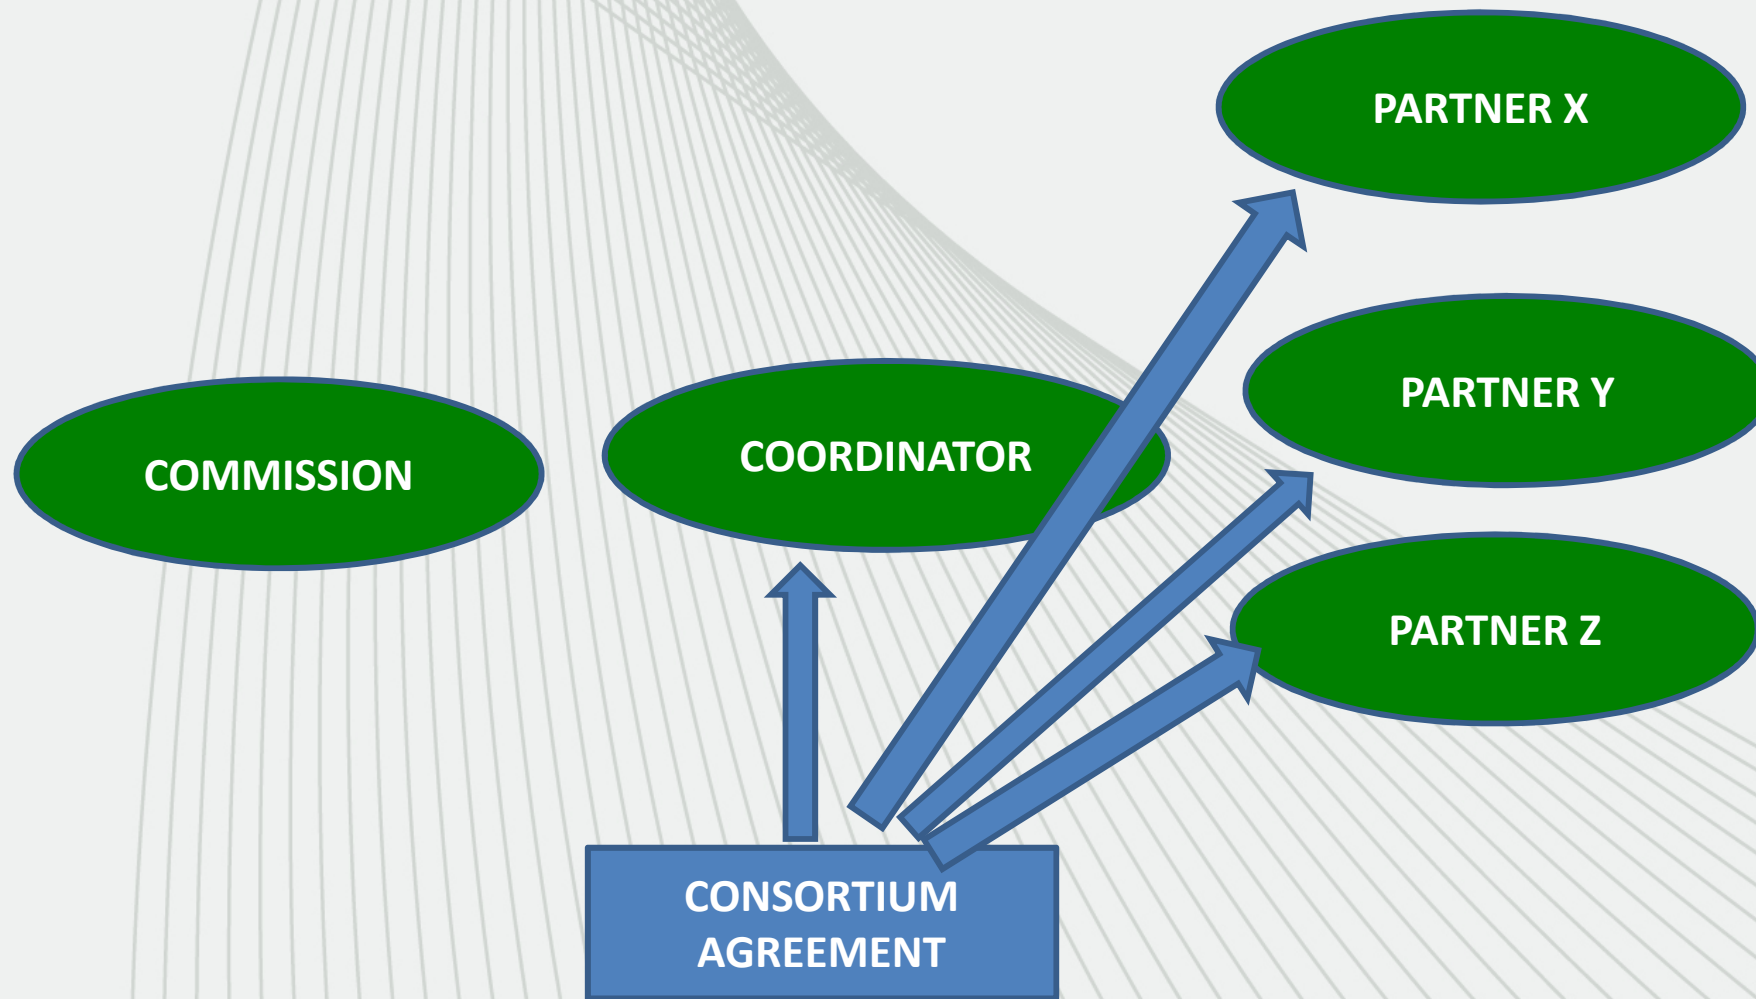 PARTNER X
PARTNER Y
COORDINATOR
COMMISSION
PARTNER Z
CONSORTIUM
AGREEMENT